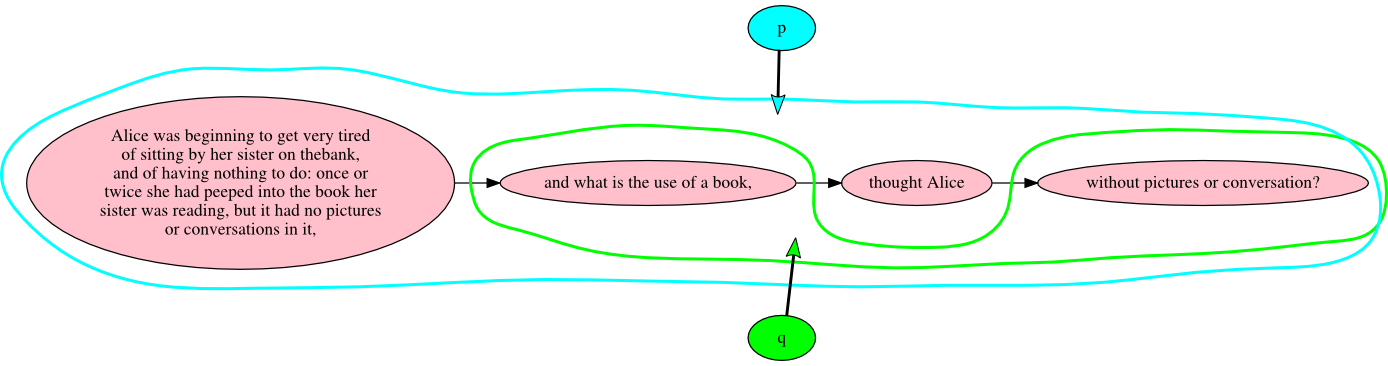 p
Alice was beginning to get very tired
of sitting by her sister on thebank,
and of having nothing to do: once or
twice she had peeped into the book her
sister was reading, but it had no pictures
or conversations in it,
and what is the use of a book,
thought Alice
without pictures or conversation?
q